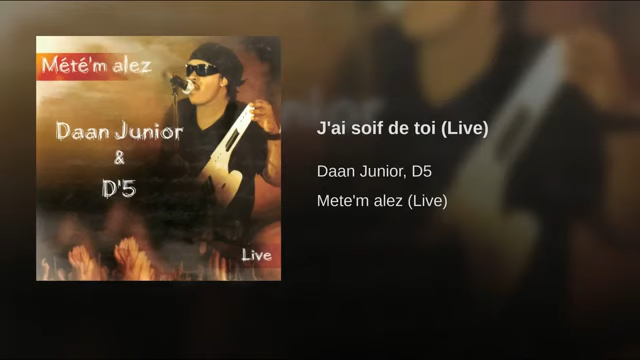 Mété'm alez
Daan Junior
&
D'5
Live
J'ai soif de toi (Live)
Daan Junior, D5
Mete'm alez (Live)